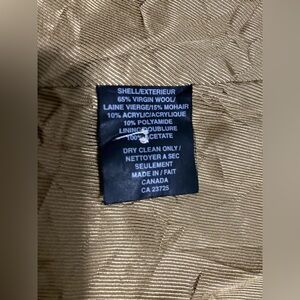 SHELL/EXTERIEUR
65% VIRGIN WOOL/
LAINE VIERGE/15% MOHAIR
10% ACRYLIC/ACRYLIQUE
10% POLYAMIDE
LINING/DOUBLURE
100% ACETATE
DRY CLEAN ONLY/
NETTOYER A SEC
SEULEMENT
MADE IN / FAIT
CANADA
CA 23725